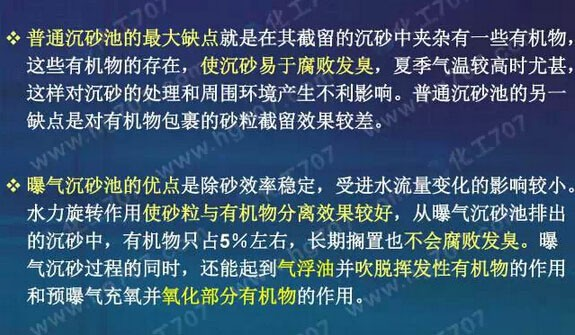 普通沉砂池的最大缺点就是在其截留的沉砂中夹杂有一些有机物，
这些有机物的存在，使沉砂易于腐败发臭，夏季气温较高时尤甚，
这样对沉砂的处理和周围环境产生不利影响。普通沉砂池的另一
缺点是对有机物包裹的砂粒截留效果较差。
曝气沉砂池的优点是除砂效率稳定，受进水流量变化的影响较小。
水力旋转作用使砂粒与有机物分离效果较好，从曝气沉砂池排出
的沉砂中，有机物只占5%左右，长期搁置也不会腐败发臭。曝
气沉砂过程的同时，还能起到气浮油并吹脱挥发性有机物的作用
和预曝气充氧并氧化部分有机物的作用。